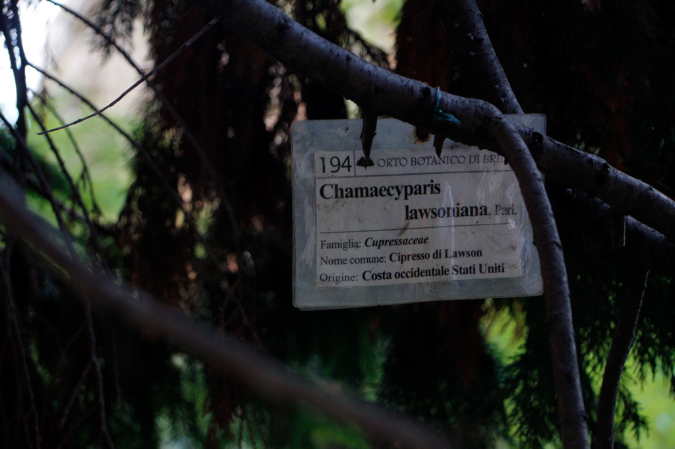 194 ORTO BOTANICO DI
Chamaecyparis
lawsoniana, Parl.
Famiglia: Cupressaceae
Nome comune: Cipresso di Lawson
Origine: Costa occidentale Stati Uniti